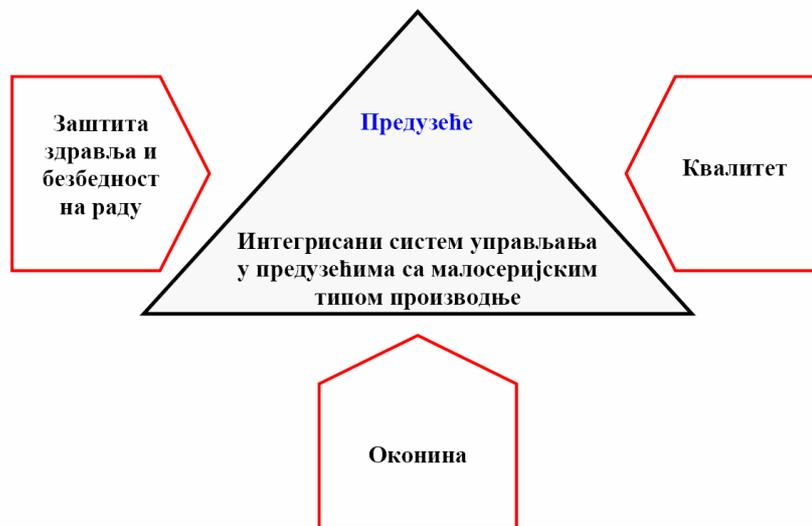 Предузеће
Заштита
здравља и
безбедност
на раду
Квалитет
Интегрисани систем управљања
у предузећима са малосеријским
типом производње
Оконина